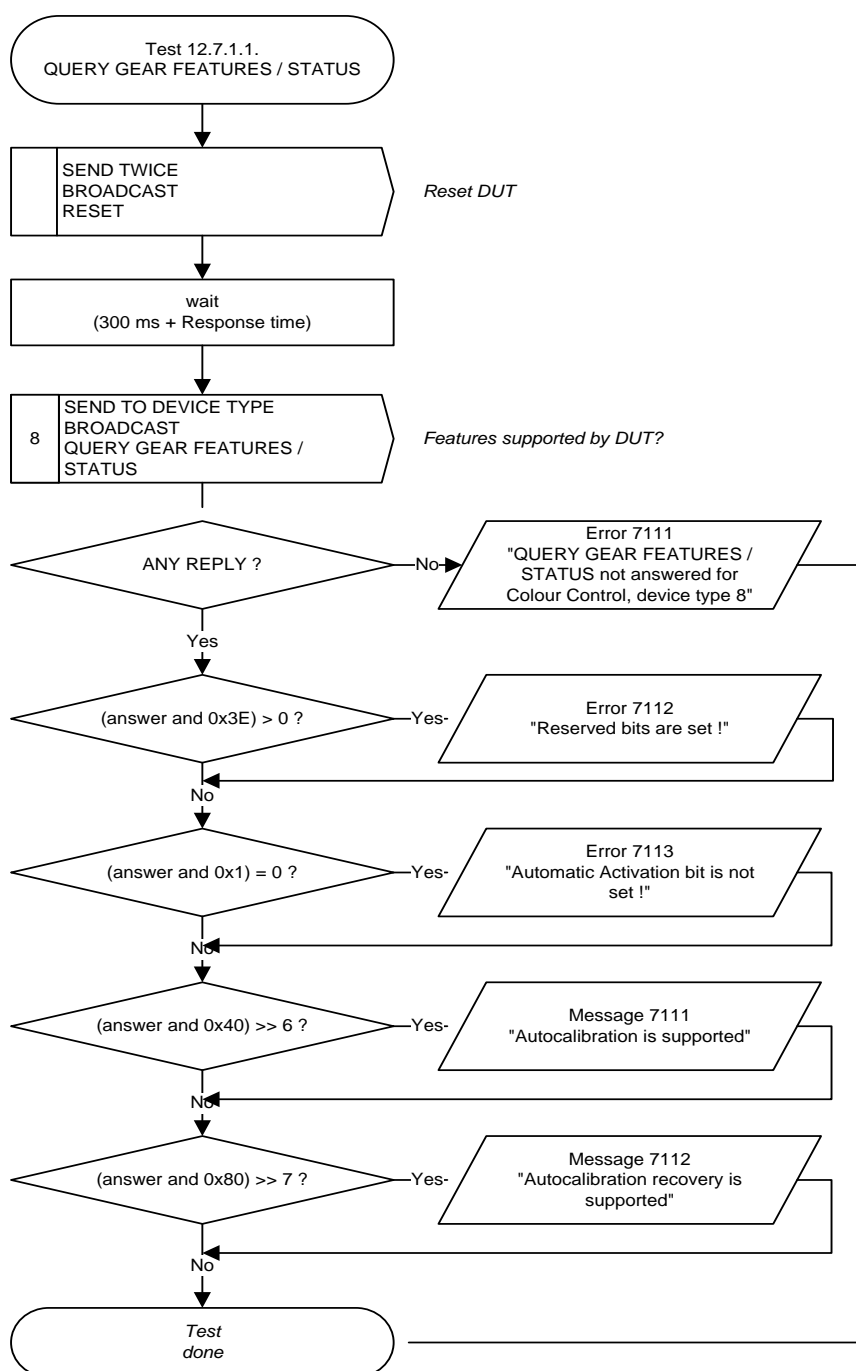 Test 12.7.1.1.
QUERY GEAR FEATURES / STATUS
SEND TWICE
BROADCAST
RESET
Reset DUT
wait
(300 ms + Response time)
8
SEND TO DEVICE TYPE
BROADCAST
QUERY GEAR FEATURES /
STATUS
Features supported by DUT?
ANY REPLY ?
No
Error 7111
"QUERY GEAR FEATURES /
STATUS not answered for
Colour Control, device type 8"
Yes
(answer and 0x3E) > 0 ?
Yes
Error 7112
"Reserved bits are set !"
No
(answer and 0x1) = 0 ?
Yes
Error 7113
"Automatic Activation bit is not
set !"
No
(answer and 0x40) >> 6 ?
Yes
Message 7111
"Autocalibration is supported"
No
(answer and 0x80) >> 7 ?
Yes
Message 7112
"Autocalibration recovery is
supported"
No
Test
done